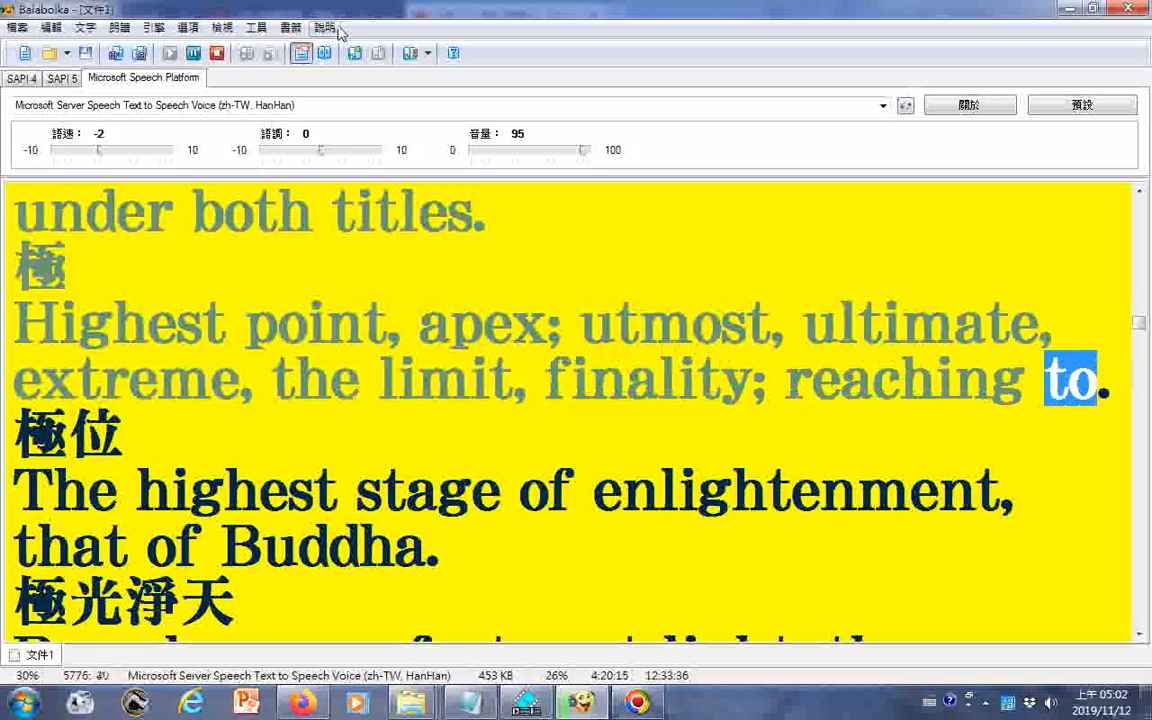 Balabolka - [文件1]
檔案 編輯 文字 朗讀 引擎 選項 檢視 工具 書籤 說明
SAPI 4 SAPI 5 Microsoft Speech Platform
Microsoft Server Speech Text to Speech Voice (zh-TW, HanHan) 關於 預設
語速： -2 語調： 0 音量： 95
-10 10 -10 10 0 100
under both titles.
極
Highest point, apex; utmost, ultimate,
extreme, the limit, finality; reaching to.
極位
The highest stage of enlightenment,
that of Buddha.
極光淨天
文件1
30% 5776: 40 Microsoft Server Speech Text to Speech Voice (zh-TW, HanHan) 453 KB 26% 4:20:15 12:33:36
上午 05:02
2019/11/12